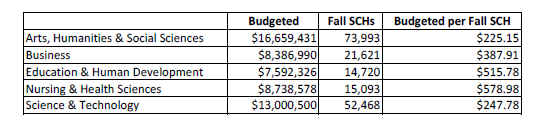 Budgeted Fall SCHs Budgeted per Fall SCH
Arts, Humanities & Social Sciences $16,659,431 73,993 $225.15
Business $8,386,990 21,621 $387.91
Education & Human Development $7,592,326 14,720 $515.78
Nursing & Health Sciences $8,738,578 15,093 $578.98
Science & Technology $13,000,500 52,468 $247.78